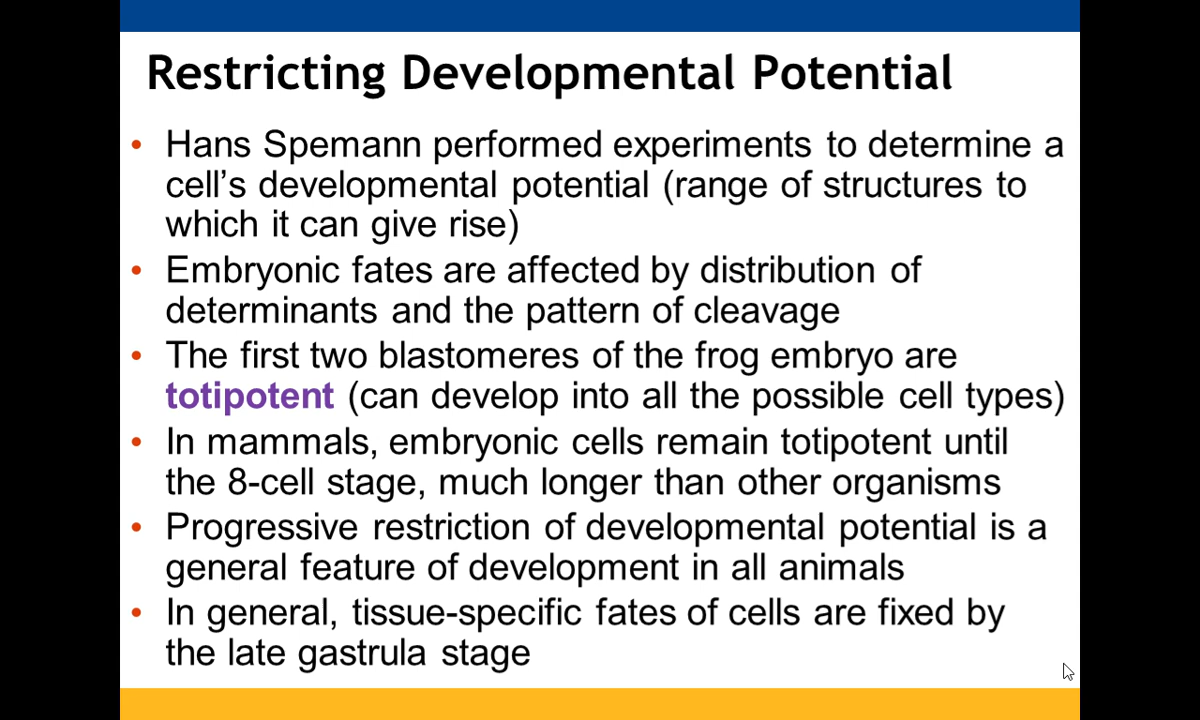 Restricting Developmental Potential
• Hans Spemann performed experiments to determine a
cell’s developmental potential (range of structures to
which it can give rise)
• Embryonic fates are affected by distribution of
determinants and the pattern of cleavage
• The first two blastomeres of the frog embryo are
totipotent (can develop into all the possible cell types)
• In mammals, embryonic cells remain totipotent until
the 8-cell stage, much longer than other organisms
• Progressive restriction of developmental potential is a
general feature of development in all animals
• In general, tissue-specific fates of cells are fixed by
the late gastrula stage